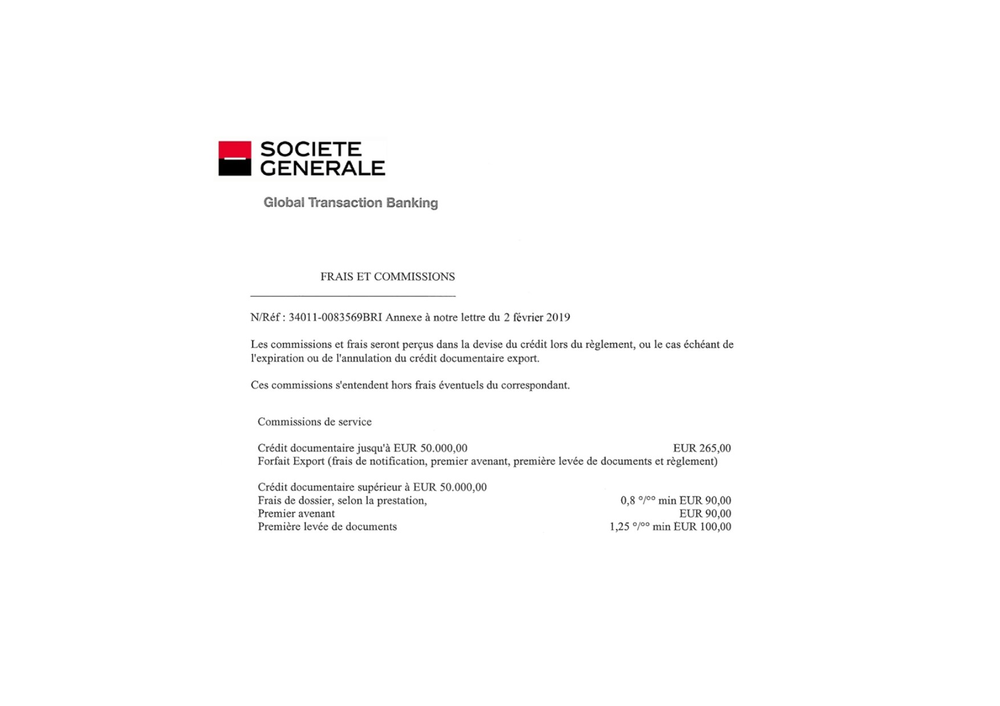 SOCIETE
GENERALE
Global Transaction Banking
FRAIS ET COMMISSIONS
N/Réf : 34011-0083569BRI Annexe à notre lettre du 2 février 2019
Les commissions et frais seront perçus dans la devise du crédit lors du règlement, ou le cas échéant de
l'expiration ou de l'annulation du crédit documentaire export.
Ces commissions s'entendent hors frais éventuels du correspondant.
Commissions de service
Crédit documentaire jusqu'à EUR 50.000,00 EUR 265,00
Forfait Export (frais de notification, premier avenant, première levée de documents et règlement)
Crédit documentaire supérieur à EUR 50.000,00
Frais de dossier, selon la prestation, 0,8 °/°° min EUR 90,00
Premier avenant EUR 90,00
Première levée de documents 1,25 °/°° min EUR 100,00